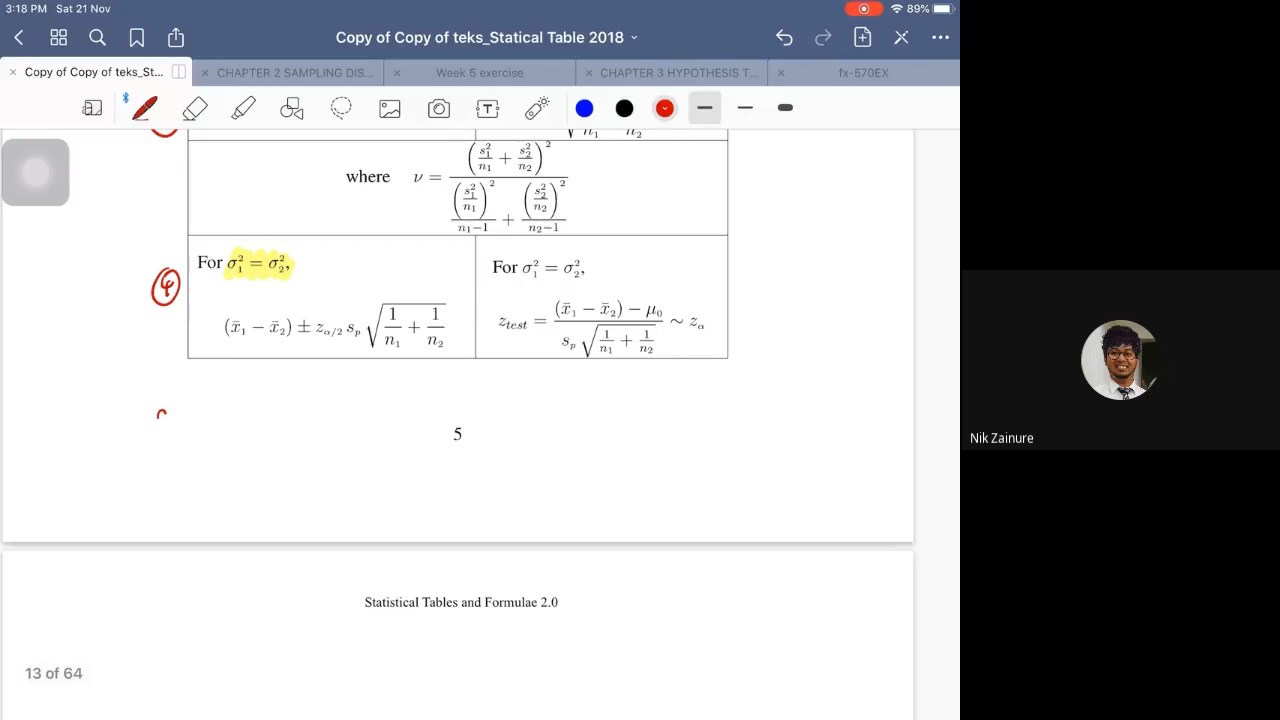 3:18 PM Sat 21 Nov
89%
Copy of Copy of teks_Statical Table 2018
Copy of Copy of teks_St...
CHAPTER 2 SAMPLING DIS...
Week 5 exercise
CHAPTER 3 HYPOTHESIS T...
fx-570EX
n₁ n₂
where ν = ((s₁²/n₁ + s₂²/n₂)²) / ((s₁²/n₁)²/(n₁−1) + (s₂²/n₂)²/(n₂−1))
For σ₁² = σ₂²,
(x̄₁ − x̄₂) ± z_{α/2} s_p √(1/n₁ + 1/n₂)
For σ₁² = σ₂²,
z_{test} = ((x̄₁ − x̄₂) − μ₀) / (s_p √(1/n₁ + 1/n₂)) ~ z_α
4
5
Statistical Tables and Formulae 2.0
13 of 64
Nik Zainure